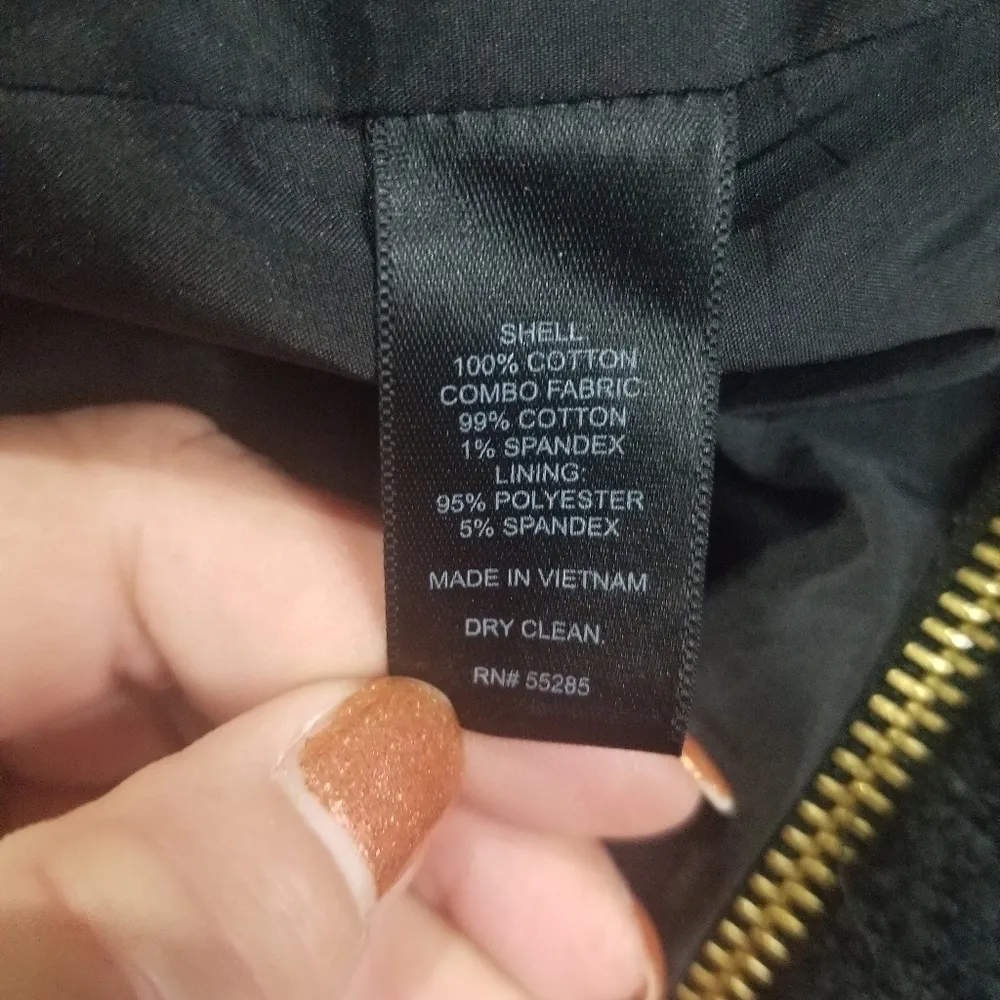 SHELL
100% COTTON
COMBO FABRIC
99% COTTON
1% SPANDEX
LINING
95% POLYESTER
5% SPANDEX
MADE IN VIETNAM
DRY CLEAN.
RN# 55285